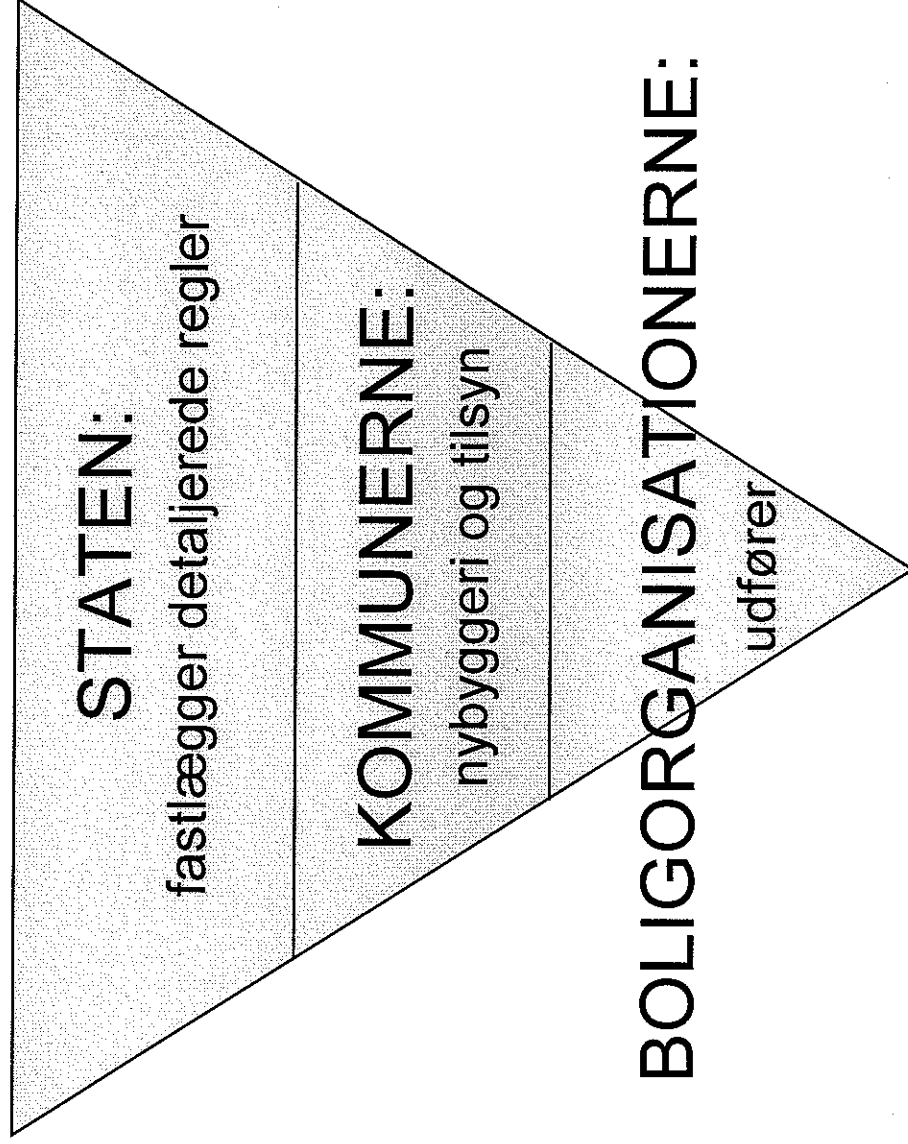 STATEN:
fastlægger detaljerede regler
KOMMUNERNE:
nybyggeri og tilsyn
BOLIGORGANISATIONERNE:
udfører